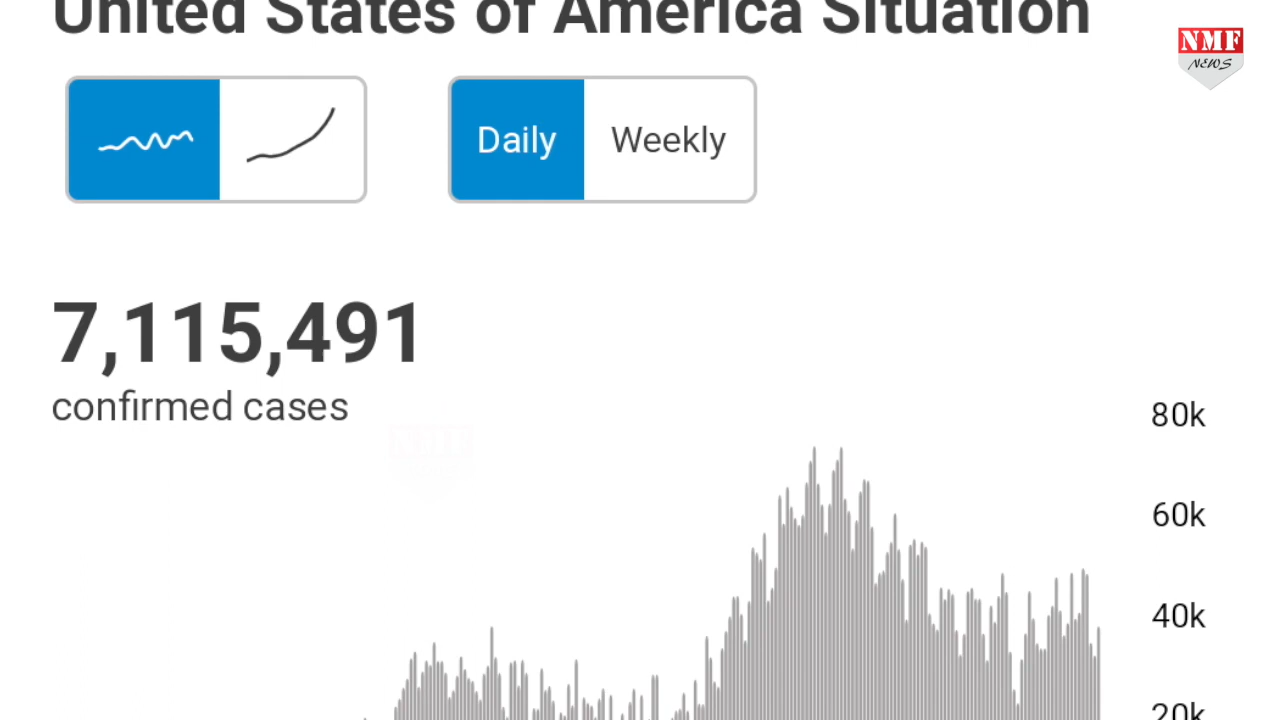 United States of America Situation
NMF
NEWS
Daily
Weekly
7,115,491
confirmed cases
80k
60k
40k
20k